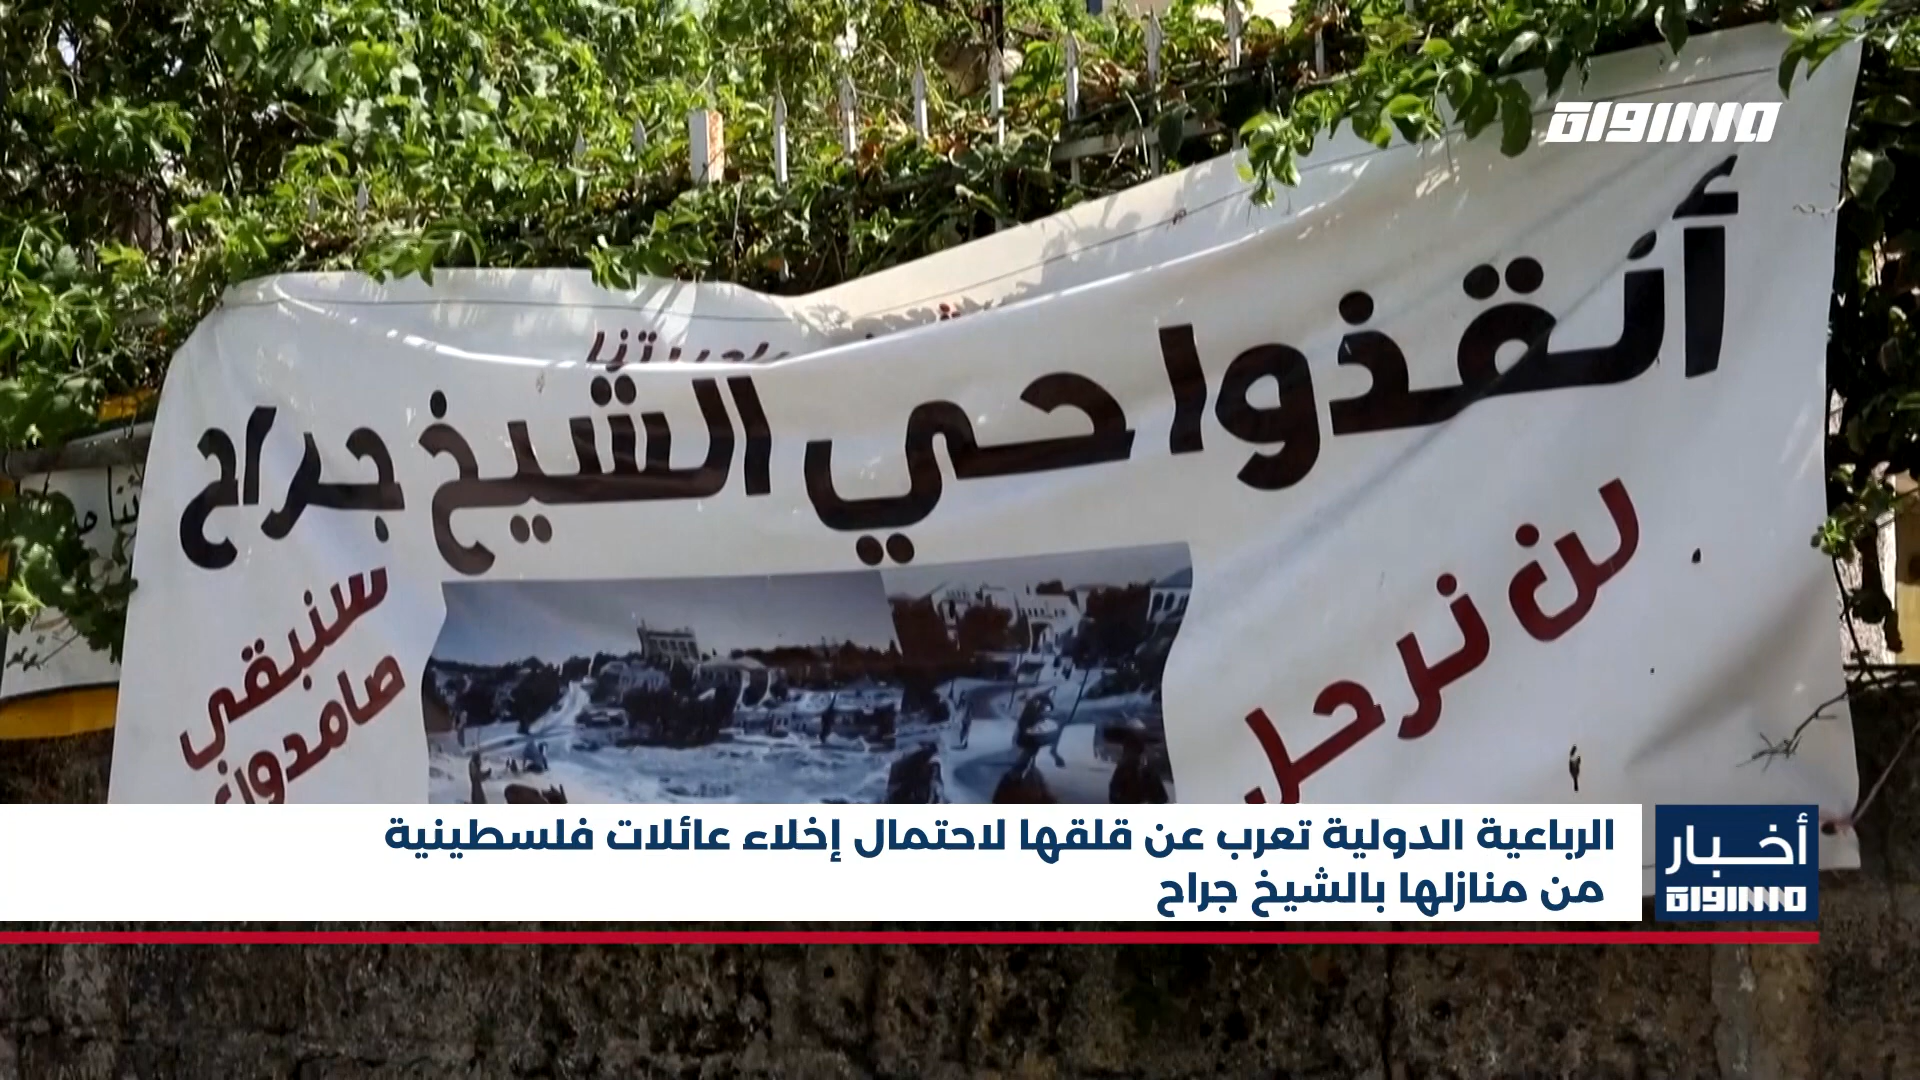 مساواة
أنقذوا حي الشيخ جراح
لن نرحل
سنبقى
صامدون
الرباعية الدولية تعرب عن قلقها لاحتمال إخلاء عائلات فلسطينية
من منازلها بالشيخ جراح
أخبار
مساواة